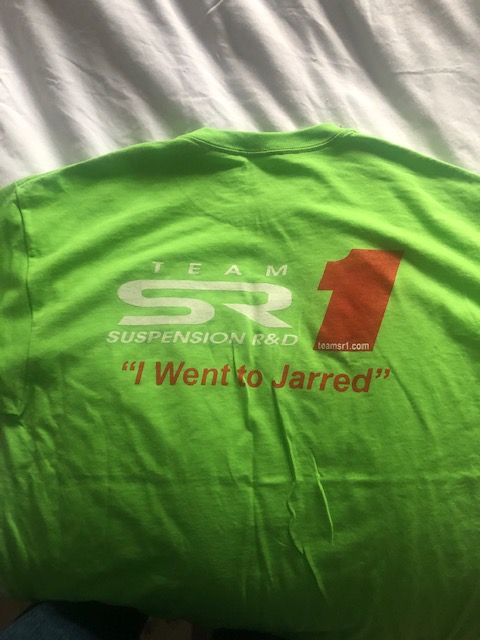 TEAM
SR1
SUSPENSION R&D
teamsr1.com
"I Went to Jarred"